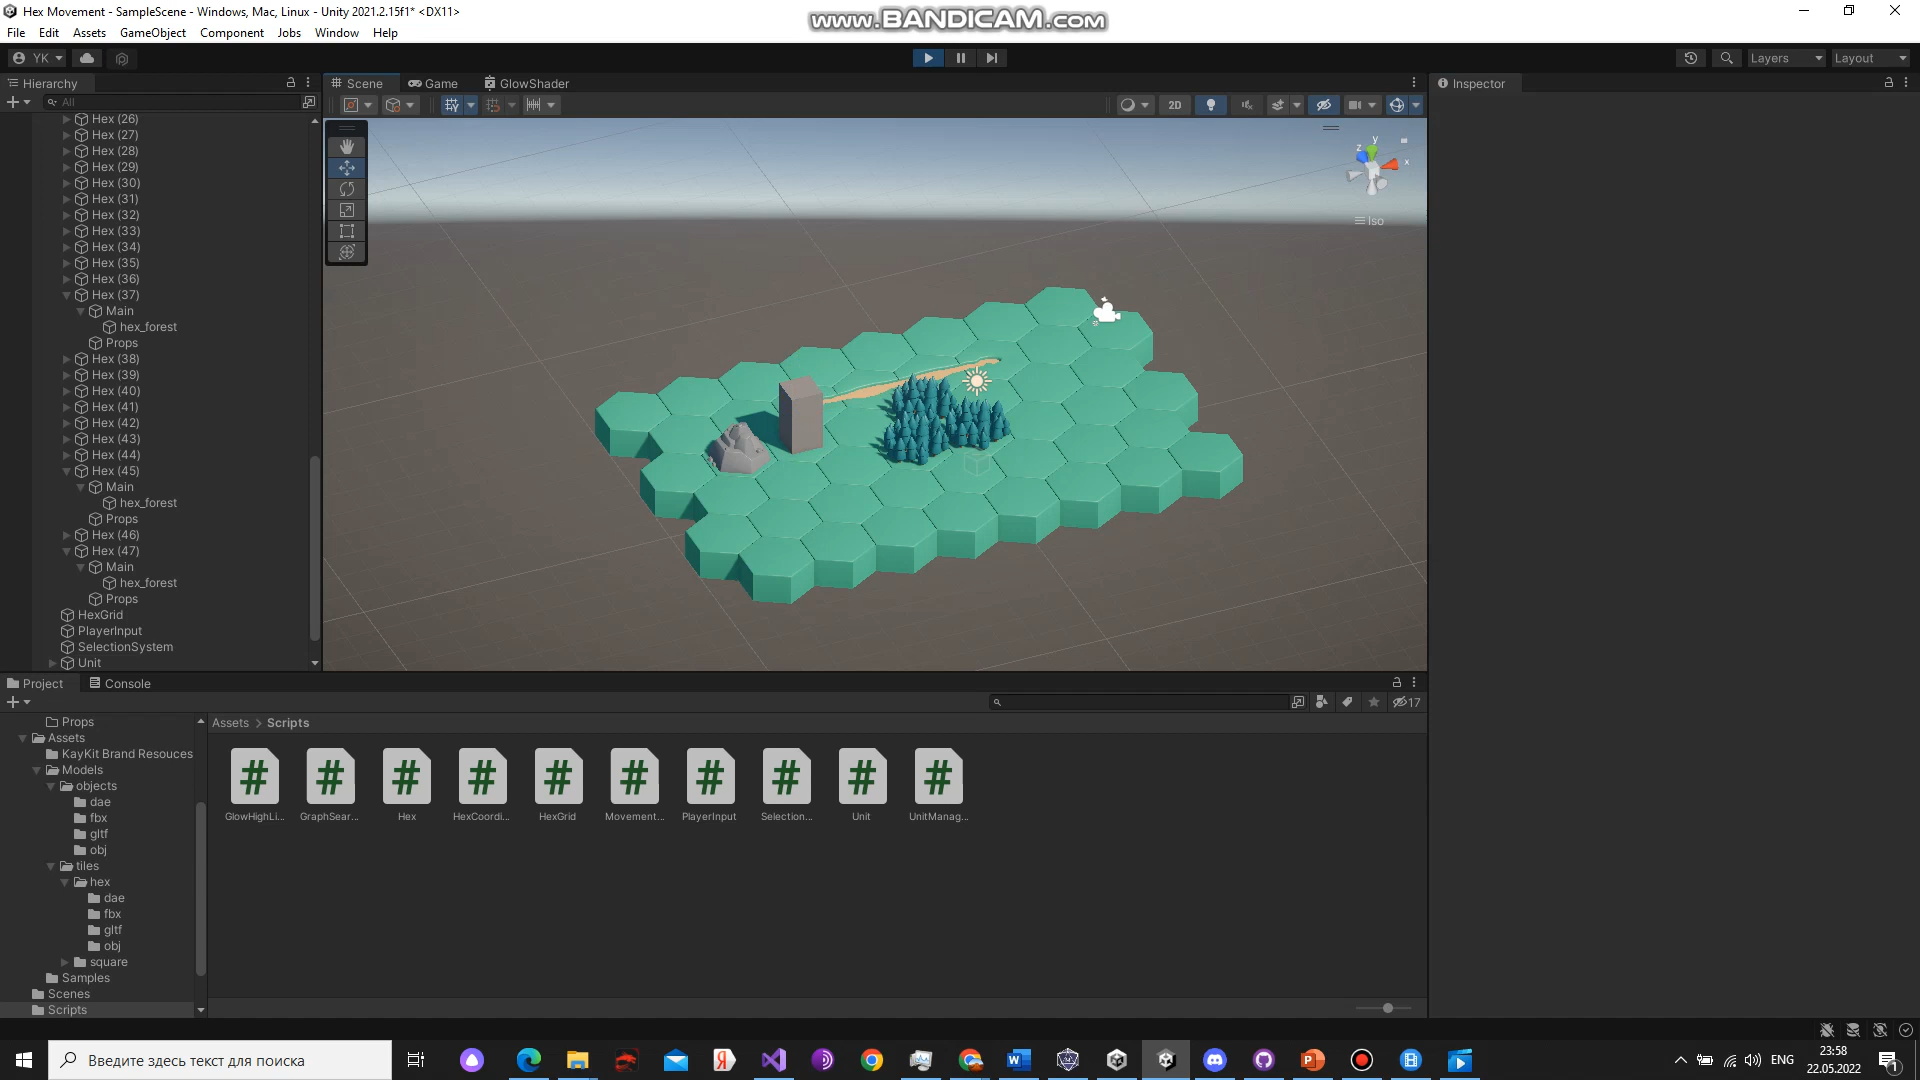 Hex Movement - SampleScene - Windows, Mac, Linux - Unity 2021.2.15f1* <DX11>
www.BANDICAM.com
File Edit Assets GameObject Component Jobs Window Help
YK
Layers
Layout
Hierarchy
Scene
Game
GlowShader
Inspector
All
2D
Hex (26)
Hex (27)
Hex (28)
Hex (29)
Hex (30)
Hex (31)
Hex (32)
Hex (33)
Hex (34)
Hex (35)
Hex (36)
Hex (37)
Main
hex_forest
Props
Hex (38)
Hex (39)
Hex (40)
Hex (41)
Hex (42)
Hex (43)
Hex (44)
Hex (45)
Main
hex_forest
Props
Hex (46)
Hex (47)
Main
hex_forest
Props
HexGrid
PlayerInput
SelectionSystem
Unit
y
z
x
Iso
Project
Console
17
Props
Assets
KayKit Brand Resouces
Models
objects
dae
fbx
gltf
obj
tiles
hex
dae
fbx
gltf
obj
square
Samples
Scenes
Scripts
Assets > Scripts
GlowHighLi...
GraphSear...
Hex
HexCoordi...
HexGrid
Movement...
PlayerInput
Selection...
Unit
UnitManag...
Введите здесь текст для поиска
ENG
23:58
22.05.2022
1